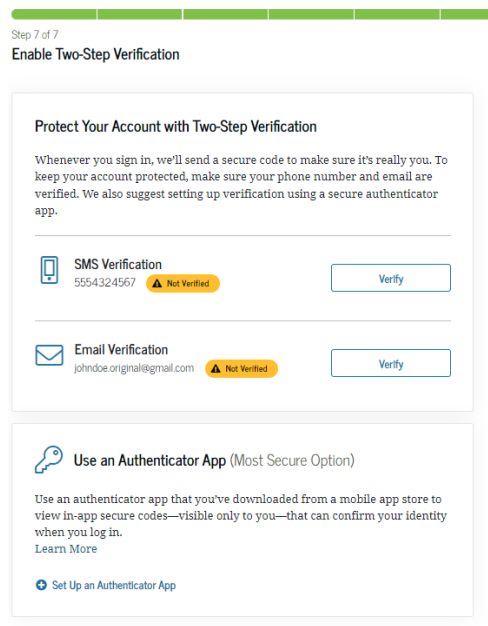 Step 7 of 7
Enable Two-Step Verification
Protect Your Account with Two-Step Verification
Whenever you sign in, we'll send a secure code to make sure it's really you. To
keep your account protected, make sure your phone number and email are
verified. We also suggest setting up verification using a secure authenticator
app.
SMS Verification
5554324567 Not Verified
Verify
Email Verification
johndoe.original@gmail.com Not Verified
Verify
Use an Authenticator App (Most Secure Option)
Use an authenticator app that you've downloaded from a mobile app store to
view in-app secure codes—visible only to you—that can confirm your identity
when you log in.
Learn More
Set Up an Authenticator App